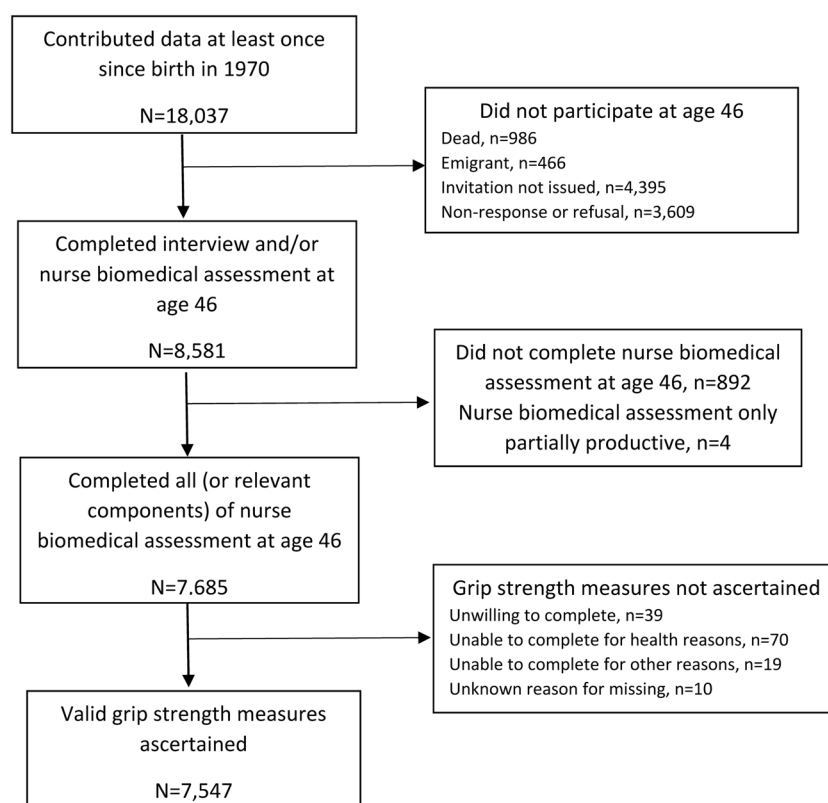 Contributed data at least once
since birth in 1970
N=18,037
Did not participate at age 46
Dead, n=986
Emigrant, n=466
Invitation not issued, n=4,395
Non-response or refusal, n=3,609
Completed interview and/or
nurse biomedical assessment at
age 46
N=8,581
Did not complete nurse biomedical
assessment at age 46, n=892
Nurse biomedical assessment only
partially productive, n=4
Completed all (or relevant
components) of nurse
biomedical assessment at age 46
N=7.685
Grip strength measures not ascertained
Unwilling to complete, n=39
Unable to complete for health reasons, n=70
Unable to complete for other reasons, n=19
Unknown reason for missing, n=10
Valid grip strength measures
ascertained
N=7,547